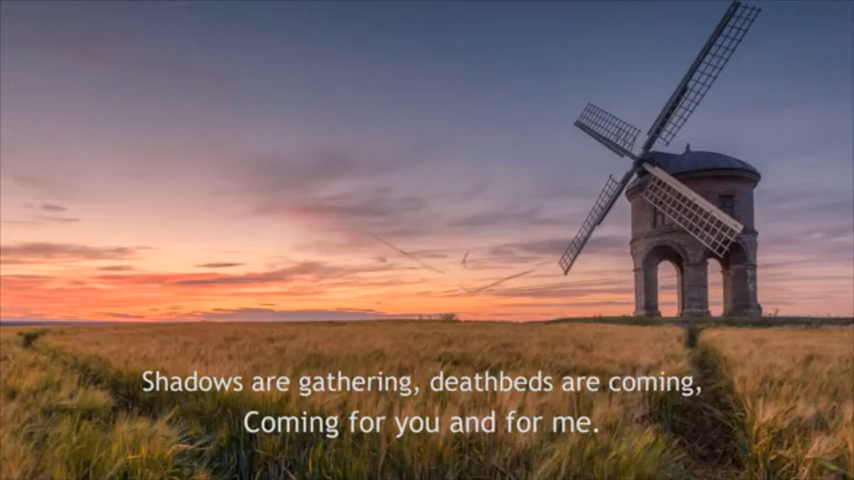 Shadows are gathering, deathbeds are coming,
Coming for you and for me.